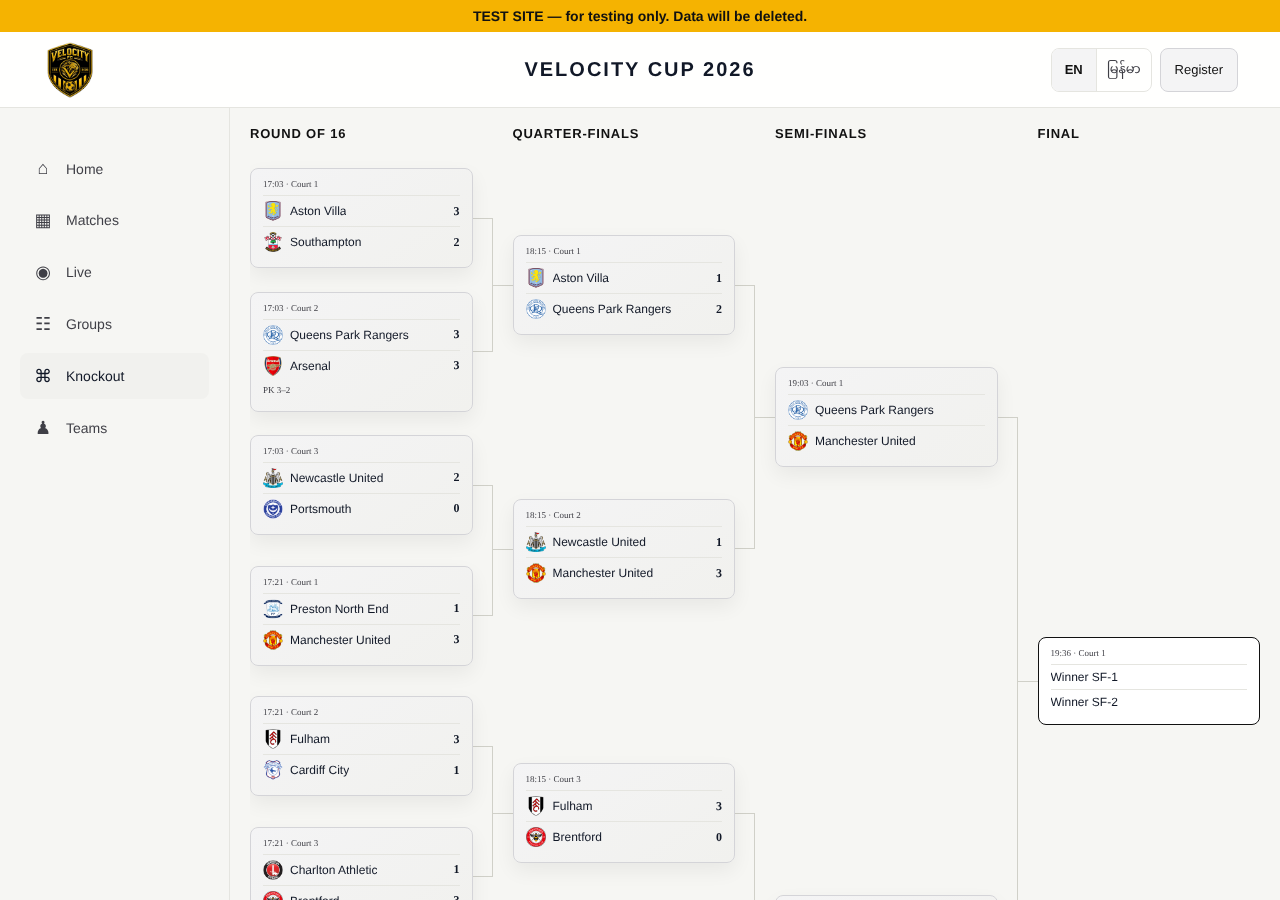 TEST SITE — for testing only. Data will be deleted.
VELOCITY
VELOCITY CUP 2026
EN
မြန်မာ
Register
Home
Matches
Live
Groups
Knockout
Teams
ROUND OF 16
QUARTER-FINALS
SEMI-FINALS
FINAL
17:03 · Court 1
Aston Villa 3
Southampton 2
17:03 · Court 2
Queens Park Rangers 3
Arsenal 3
PK 3–2
17:03 · Court 3
Newcastle United 2
Portsmouth 0
17:21 · Court 1
Preston North End 1
Manchester United 3
17:21 · Court 2
Fulham 3
Cardiff City 1
17:21 · Court 3
Charlton Athletic 1
Brentford 3
18:15 · Court 1
Aston Villa 1
Queens Park Rangers 2
18:15 · Court 2
Newcastle United 1
Manchester United 3
18:15 · Court 3
Fulham 3
Brentford 0
19:03 · Court 1
Queens Park Rangers
Manchester United
19:36 · Court 1
Winner SF-1
Winner SF-2